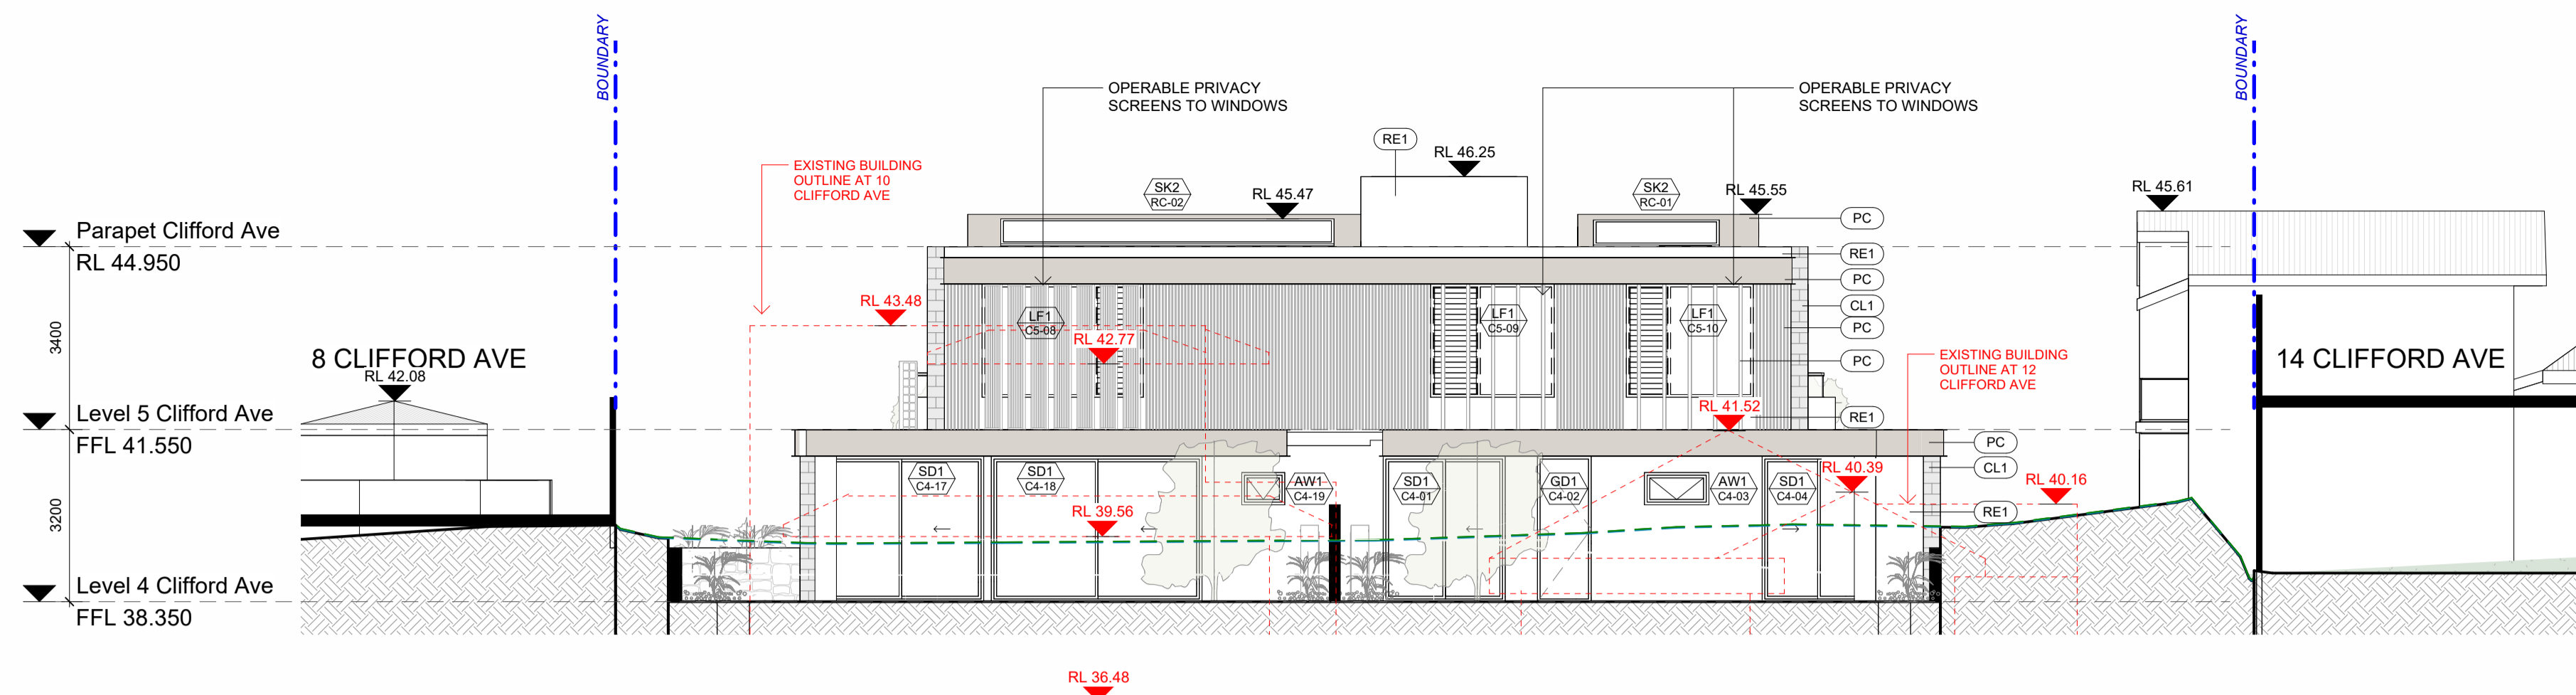 BOUNDARY
BOUNDARY
OPERABLE PRIVACY
SCREENS TO WINDOWS
OPERABLE PRIVACY
SCREENS TO WINDOWS
RE1
RL 46.25
EXISTING BUILDING
OUTLINE AT 10
CLIFFORD AVE
SK2
RC-02
RL 45.47
SK2
RC-01
RL 45.55
RL 45.61
PC
Parapet Clifford Ave
RL 44.950
RE1
PC
CL1
PC
PC
RE1
3400
RL 43.48
LF1
C5-08
RL 42.77
LF1
C5-09
LF1
C5-10
8 CLIFFORD AVE
RL 42.08
EXISTING BUILDING
OUTLINE AT 12
CLIFFORD AVE
14 CLIFFORD AVE
Level 5 Clifford Ave
FFL 41.550
RL 41.52
PC
CL1
RE1
3200
SD1
C4-17
SD1
C4-18
AW1
C4-19
SD1
C4-01
GD1
C4-02
AW1
C4-03
SD1
C4-04
RL 40.39
RL 40.16
RL 39.56
Level 4 Clifford Ave
FFL 38.350
RL 36.48